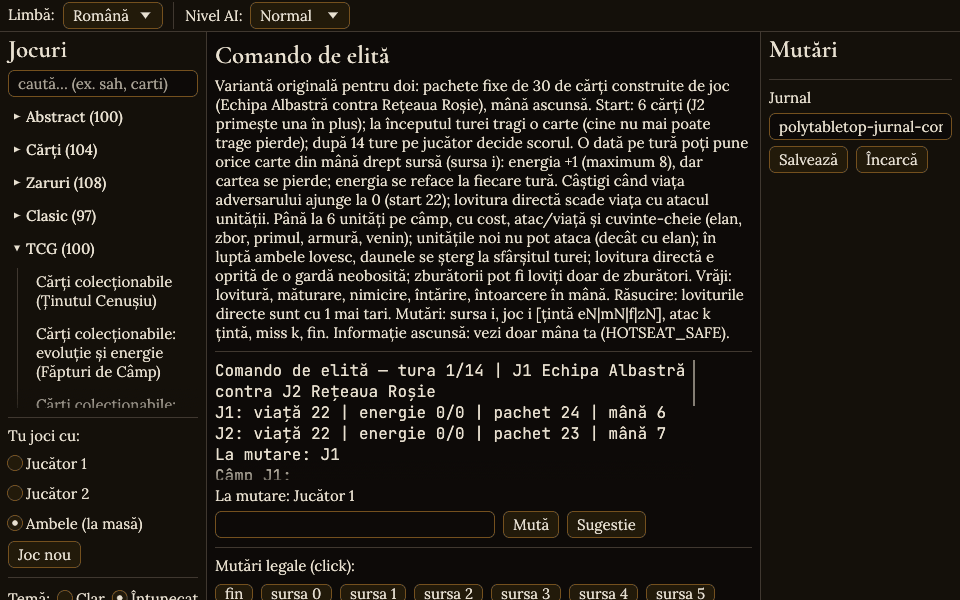 Limbă: Română ▼ Nivel AI: Normal ▼
Jocuri
caută... (ex. sah, carti)
▸ Abstract (100)
▸ Cărți (104)
▸ Zaruri (108)
▸ Clasic (97)
▾ TCG (100)
Cărți colecționabile
(Ținutul Cenușiu)
Cărți colecționabile:
evoluție și energie
(Făpturi de Câmp)
Cărți colecționabile:
Tu joci cu:
Jucător 1
Jucător 2
Ambele (la masă)
Joc nou
Temă: Clar Întunecat
Comando de elită
Variantă originală pentru doi: pachete fixe de 30 de cărți construite de joc
(Echipa Albastră contra Rețeaua Roșie), mână ascunsă. Start: 6 cărți (J2
primește una în plus); la începutul turei tragi o carte (cine nu mai poate
trage pierde); după 14 ture pe jucător decide scorul. O dată pe tură poți pune
orice carte din mână drept sursă (sursa i): energia +1 (maximum 8), dar
cartea se pierde; energia se reface la fiecare tură. Câștigi când viața
adversarului ajunge la 0 (start 22); lovitura directă scade viața cu atacul
unității. Până la 6 unități pe câmp, cu cost, atac/viață și cuvinte-cheie (elan,
zbor, primul, armură, venin); unitățile noi nu pot ataca (decât cu elan); în
luptă ambele lovesc, daunele se șterg la sfârșitul turei; lovitura directă e
oprită de o gardă neobosită; zburătorii pot fi loviți doar de zburători. Vrăji:
lovitură, măturare, nimicire, întărire, întoarcere în mână. Răsucire: loviturile
directe sunt cu 1 mai tari. Mutări: sursa i, joc i [țintă eN|mN|f|zN], atac k
țintă, miss k, fin. Informație ascunsă: vezi doar mâna ta (HOTSEAT_SAFE).
Comando de elită — tura 1/14 | J1 Echipa Albastră
contra J2 Rețeaua Roșie
J1: viață 22 | energie 0/0 | pachet 24 | mână 6
J2: viață 22 | energie 0/0 | pachet 23 | mână 7
La mutare: J1
Câmp J1:
La mutare: Jucător 1
Mută Sugestie
Mutări legale (click):
fin sursa 0 sursa 1 sursa 2 sursa 3 sursa 4 sursa 5
Mutări
Jurnal
polytabletop-jurnal-cor
Salvează Încarcă